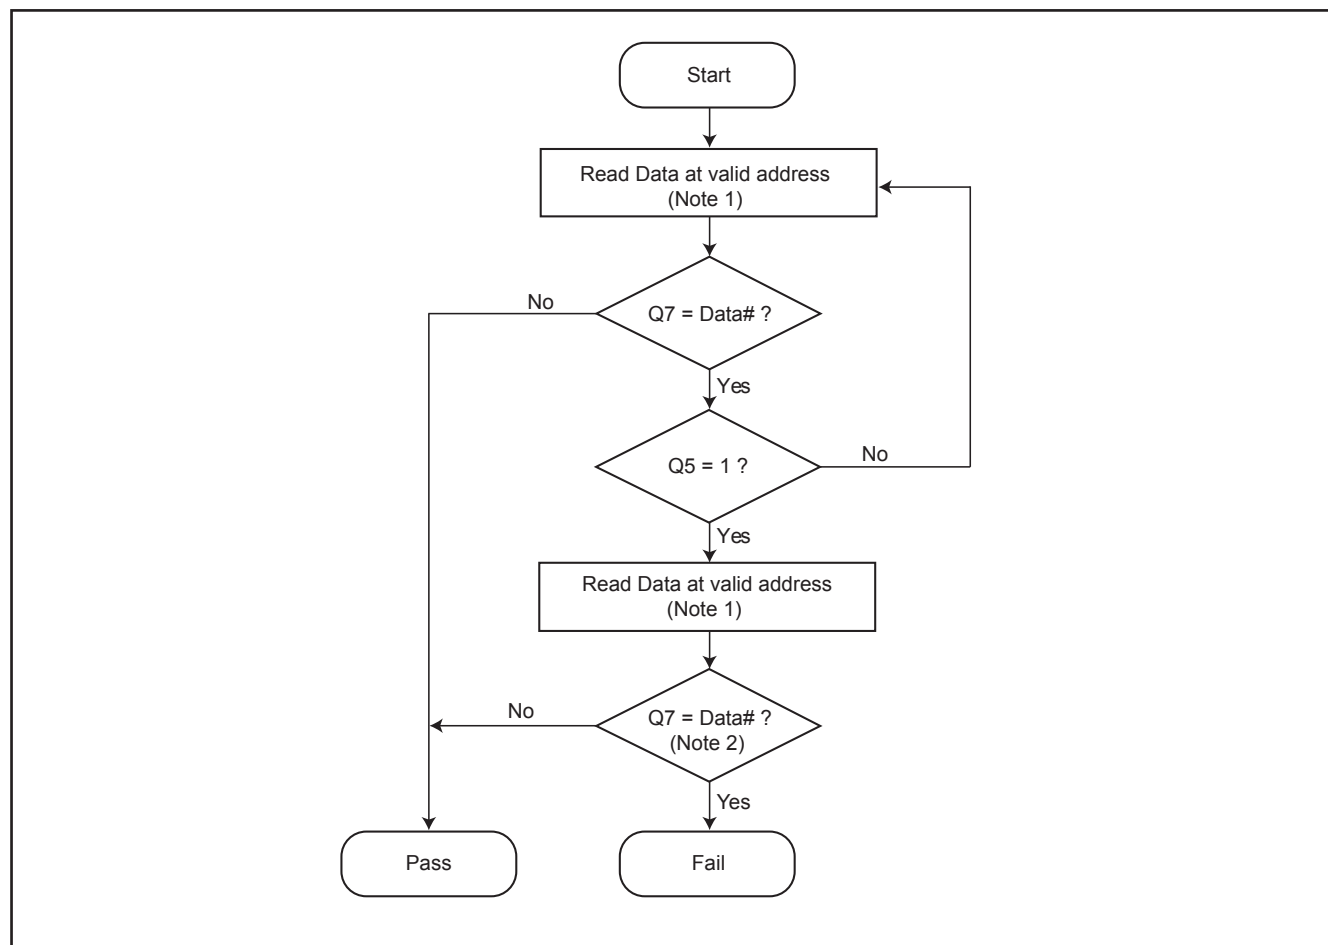 Start
Read Data at valid address
(Note 1)
No
Q7 = Data# ?
Yes
Q5 = 1 ?
No
Yes
Read Data at valid address
(Note 1)
No
Q7 = Data# ?
(Note 2)
Yes
Pass
Fail